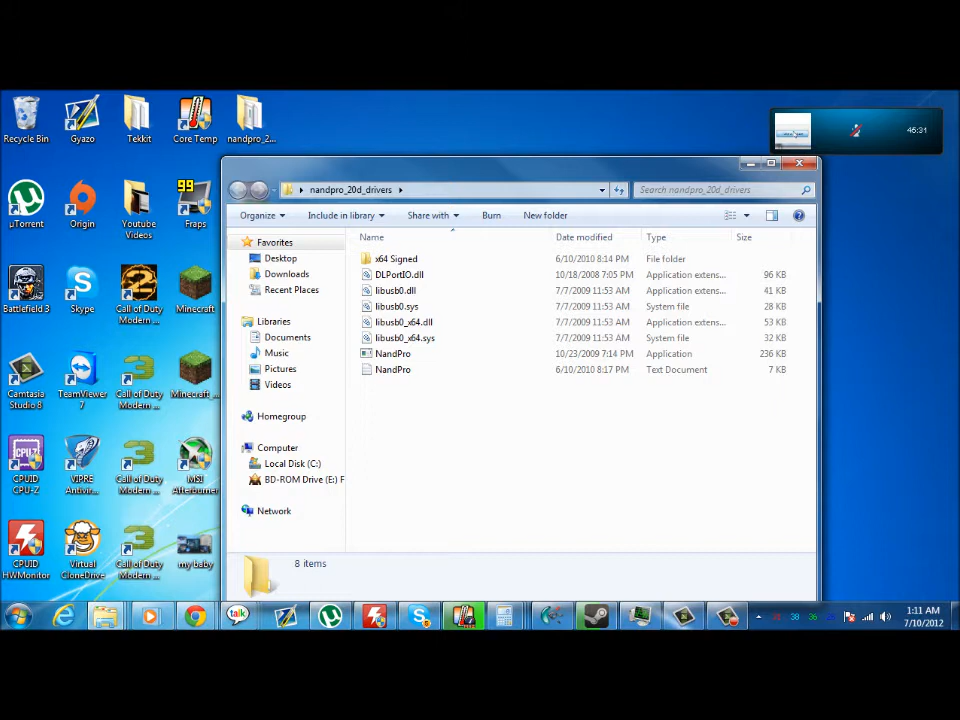 Recycle Bin
Gyazo
Tekkit
Core Temp
nandpro_2...
µTorrent
Origin
Youtube
Videos
99
Fraps
Battlefield 3
Skype
Call of Duty
Modern ...
Minecraft
Camtasia
Studio 8
TeamViewer
7
Call of Duty
Modern ...
Minecraft_...
CPUID
CPU-Z
VIPRE
Antivir...
Call of Duty
Modern ...
MSI
Afterburner
CPUID
HWMonitor
Virtual
CloneDrive
Call of Duty
Modern ...
my baby
46:31
nandpro_20d_drivers
Search nandpro_20d_drivers
Organize
Include in library
Share with
Burn
New folder
Name Date modified Type Size
Favorites
Desktop
Downloads
Recent Places
Libraries
Documents
Music
Pictures
Videos
Homegroup
Computer
Local Disk (C:)
BD-ROM Drive (E:) F
Network
x64 Signed 6/10/2010 8:14 PM File folder
DLPortIO.dll 10/18/2008 7:05 PM Application extens... 96 KB
libusb0.dll 7/7/2009 11:53 AM Application extens... 41 KB
libusb0.sys 7/7/2009 11:53 AM System file 28 KB
libusb0_x64.dll 7/7/2009 11:53 AM Application extens... 53 KB
libusb0_x64.sys 7/7/2009 11:53 AM System file 32 KB
NandPro 10/23/2009 7:14 PM Application 236 KB
NandPro 6/10/2010 8:17 PM Text Document 7 KB
8 items
talk
38
36
1:11 AM
7/10/2012